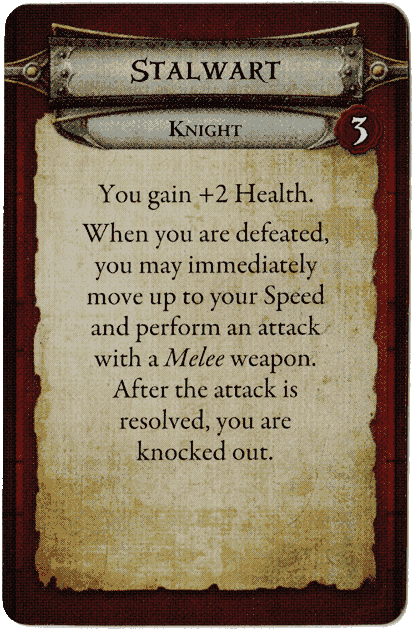 STALWART
KNIGHT
3
You gain +2 Health.
When you are defeated,
you may immediately
move up to your Speed
and perform an attack
with a Melee weapon.
After the attack is
resolved, you are
knocked out.